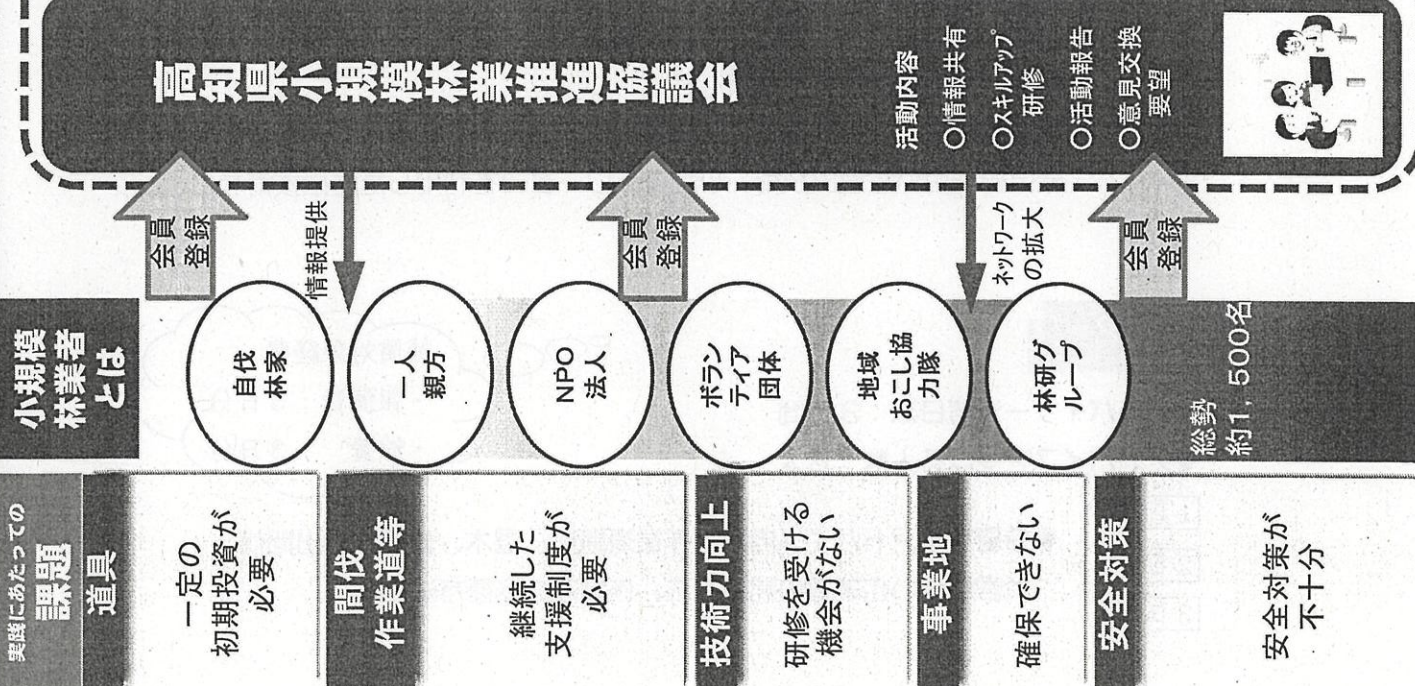 実践にあたっての
課題
道具
一定の
初期投資が
必要
間伐
作業道等
継続した
支援制度が
必要
技術力向上
研修を受ける
機会がない
事業地
確保できない
安全対策
安全対策が
不十分
小規模
林業者
とは
自伐
林家
一人
親方
NPO
法人
ボラン
ティア
団体
地域
おこし協
力隊
林研グ
ループ
総勢
約1,500名
会員
登録
情報提供
会員
登録
ネットワーク
の拡大
会員
登録
高知県小規模林業推進協議会
活動内容
○情報共有
○スキルアップ
研修
○活動報告
○意見交換
要望